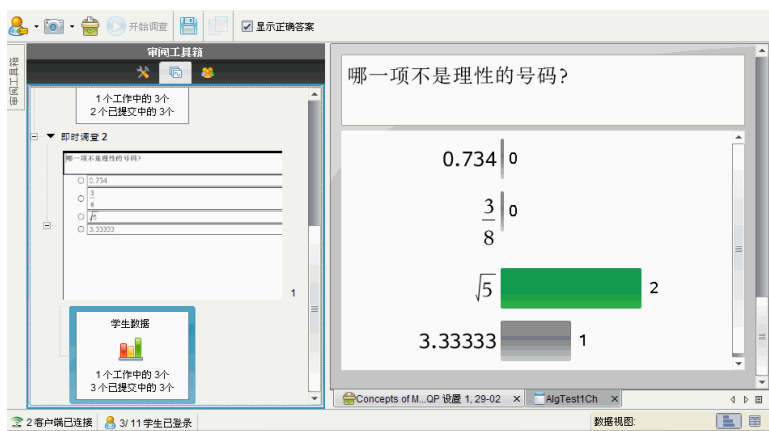 开始调查
显示正确答案
审阅工具箱
审阅工具箱
1个工作中的 3个
2个已提交中的 3个
即时调查 2
哪一项不是理性的号码?
0.734
3
8
√5
3.33333
1
学生数据
1个工作中的 3个
3个已提交中的 3个
哪一项不是理性的号码?
0.734 0
3
8
0
√5 2
3.33333 1
Concepts of M...QP 设置 1, 29-02 ×
AlgTest1Ch ×
2 客户端已连接
3/ 11 学生已登录
数据视图: